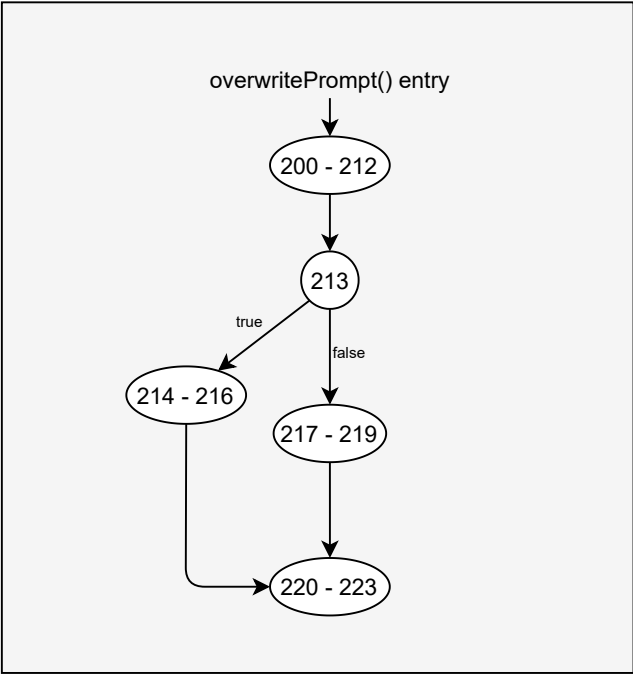 overwritePrompt() entry
200 - 212
213
true
false
214 - 216
217 - 219
220 - 223